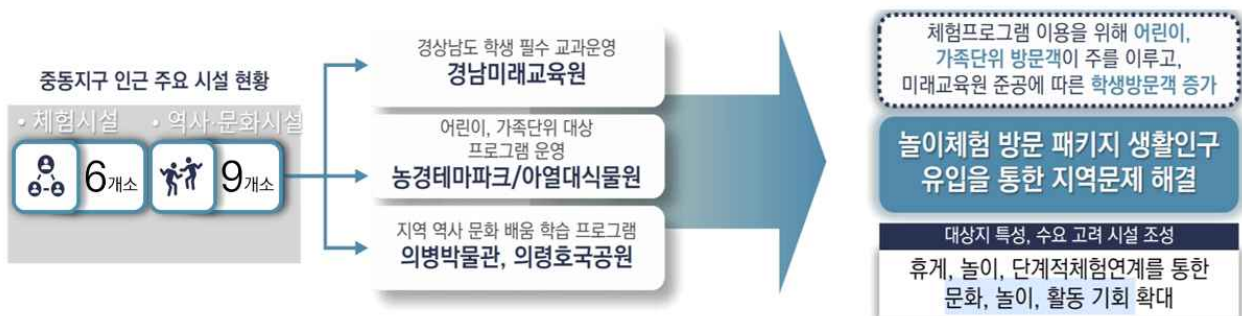 중동지구 인근 주요 시설 현황
• 체험시설
• 역사·문화시설
6개소
9개소
경상남도 학생 필수 교과운영
경남미래교육원
어린이, 가족단위 대상
프로그램 운영
농경테마파크/아열대식물원
지역 역사 문화 배움 학습 프로그램
의병박물관, 의령호국공원
체험프로그램 이용을 위해 어린이,
가족단위 방문객이 주를 이루고,
미래교육원 준공에 따른 학생방문객 증가
놀이체험 방문 패키지 생활인구
유입을 통한 지역문제 해결
대상지 특성, 수요 고려 시설 조성
휴게, 놀이, 단계적체험연계를 통한
문화, 놀이, 활동 기회 확대